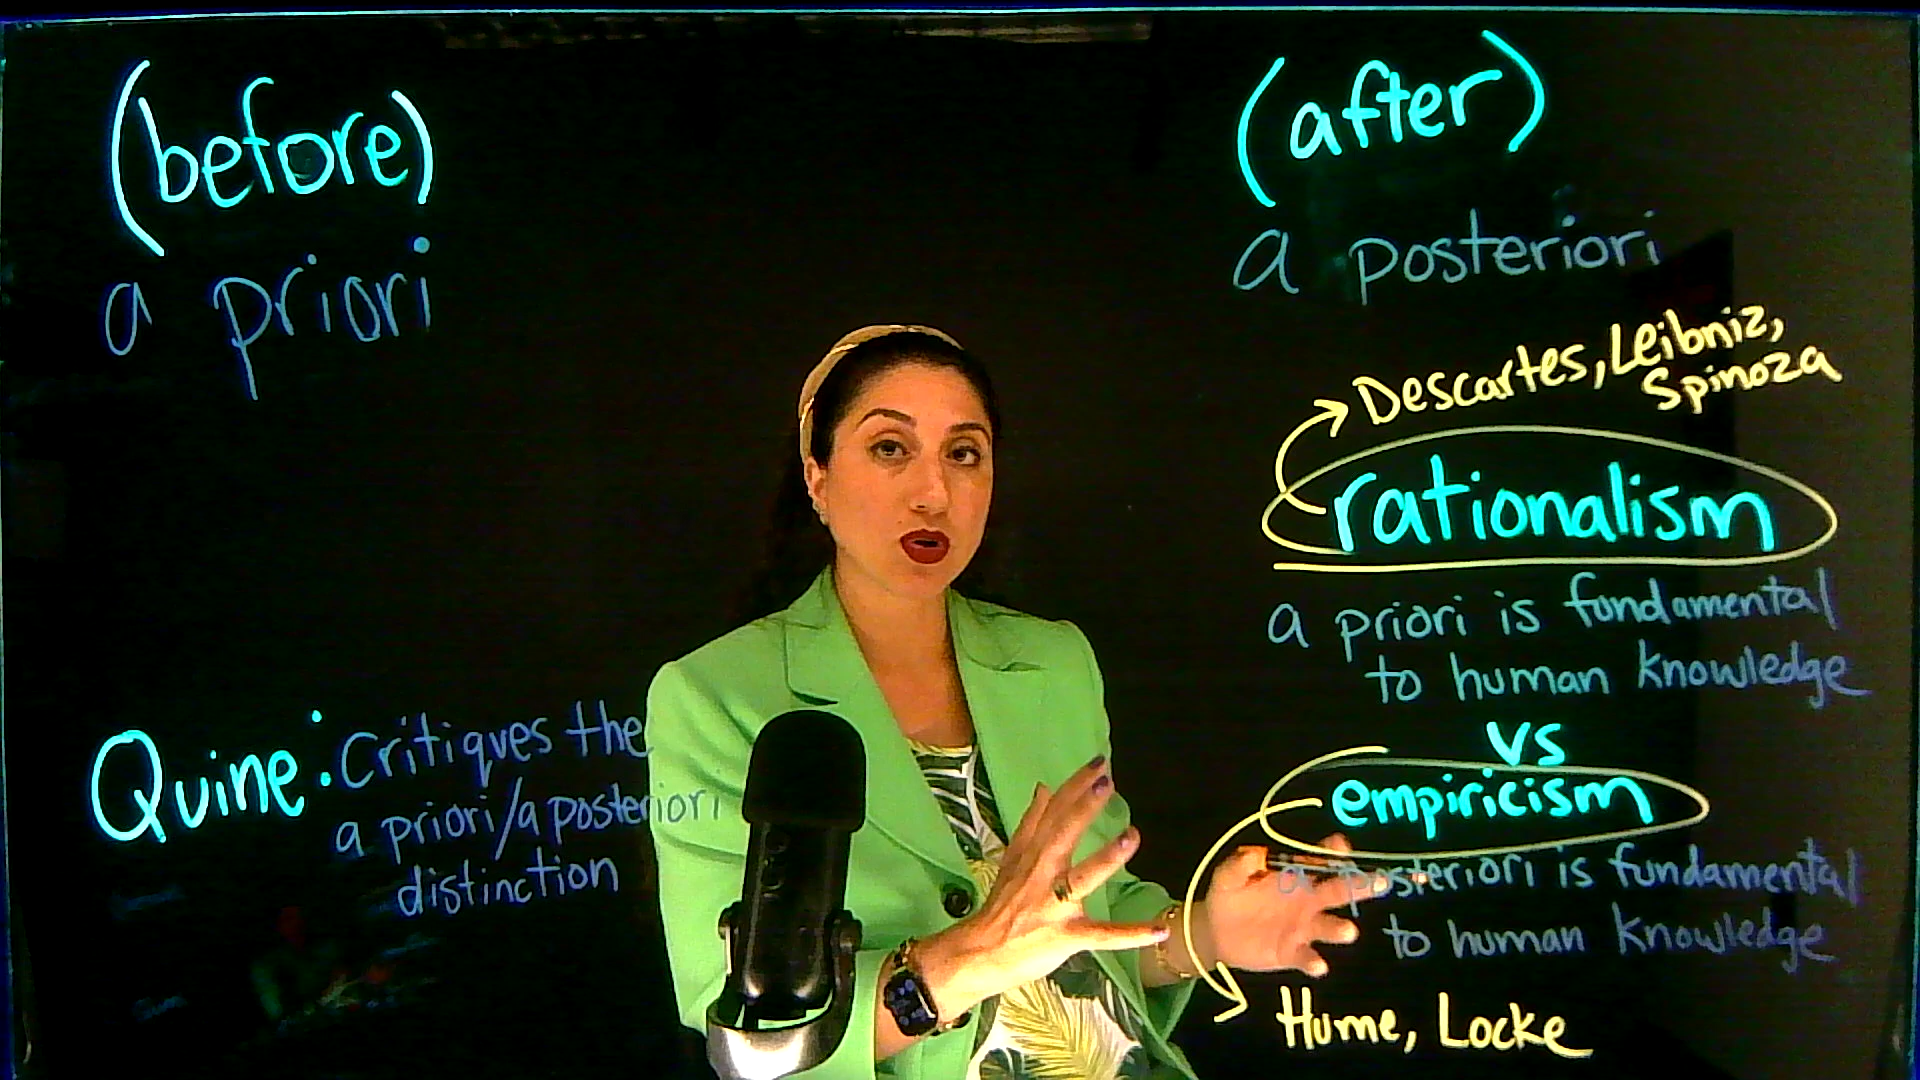 (before)
a priori
Quine: Critiques the
a priori/a posteriori
distinction
(after)
a posteriori
Descartes, Leibniz,
Spinoza
rationalism
a priori is fundamental
to human knowledge
vs
empiricism
a posteriori is fundamental
to human knowledge
Hume, Locke